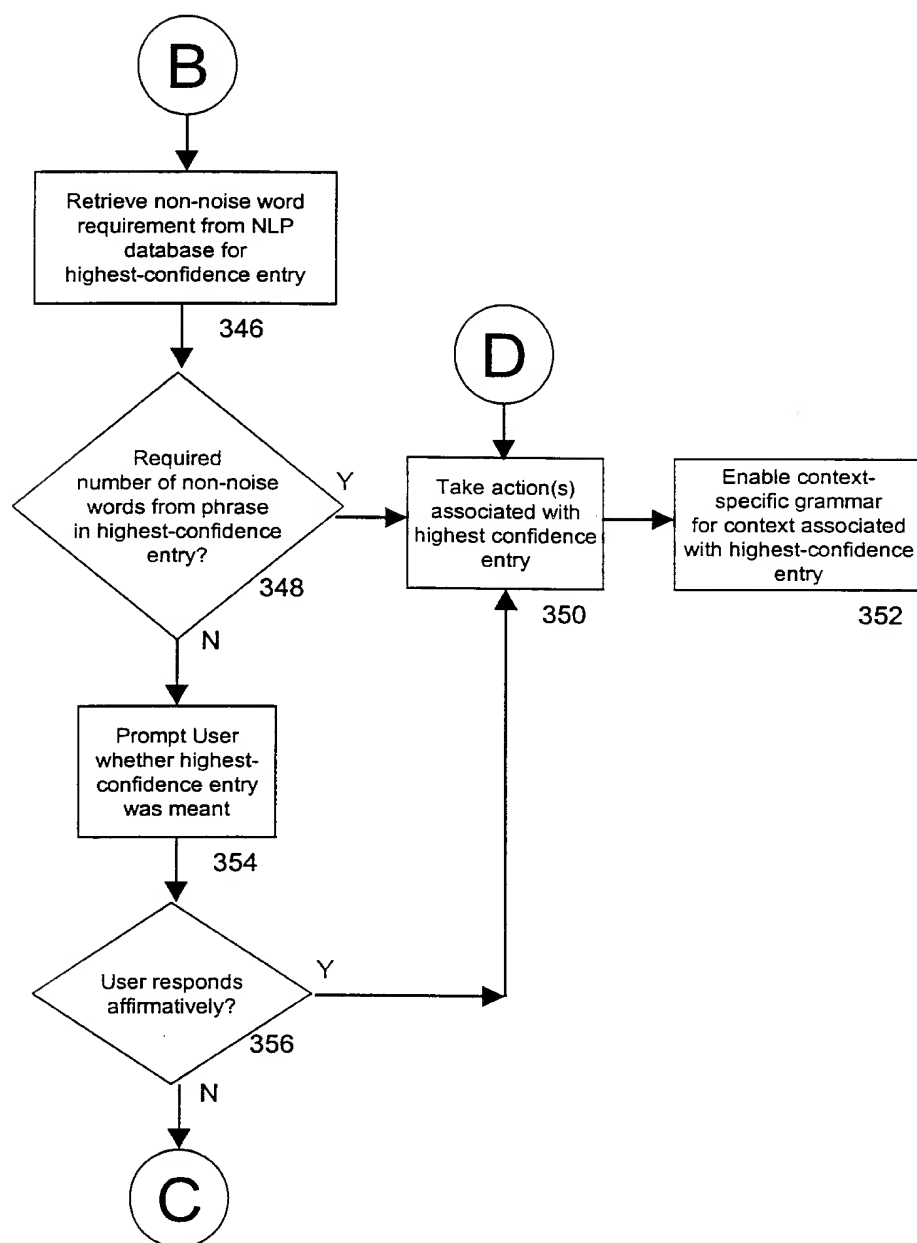 B
Retrieve non-noise word
requirement from NLP
database for
highest-confidence entry
346
D
Required
number of non-noise
words from phrase
in highest-confidence
entry?
348
Y
N
Take action(s)
associated with
highest confidence
entry
350
Enable context-
specific grammar
for context associated
with highest-confidence
entry
352
Prompt User
whether highest-
confidence entry
was meant
354
User responds
affirmatively?
356
Y
N
C